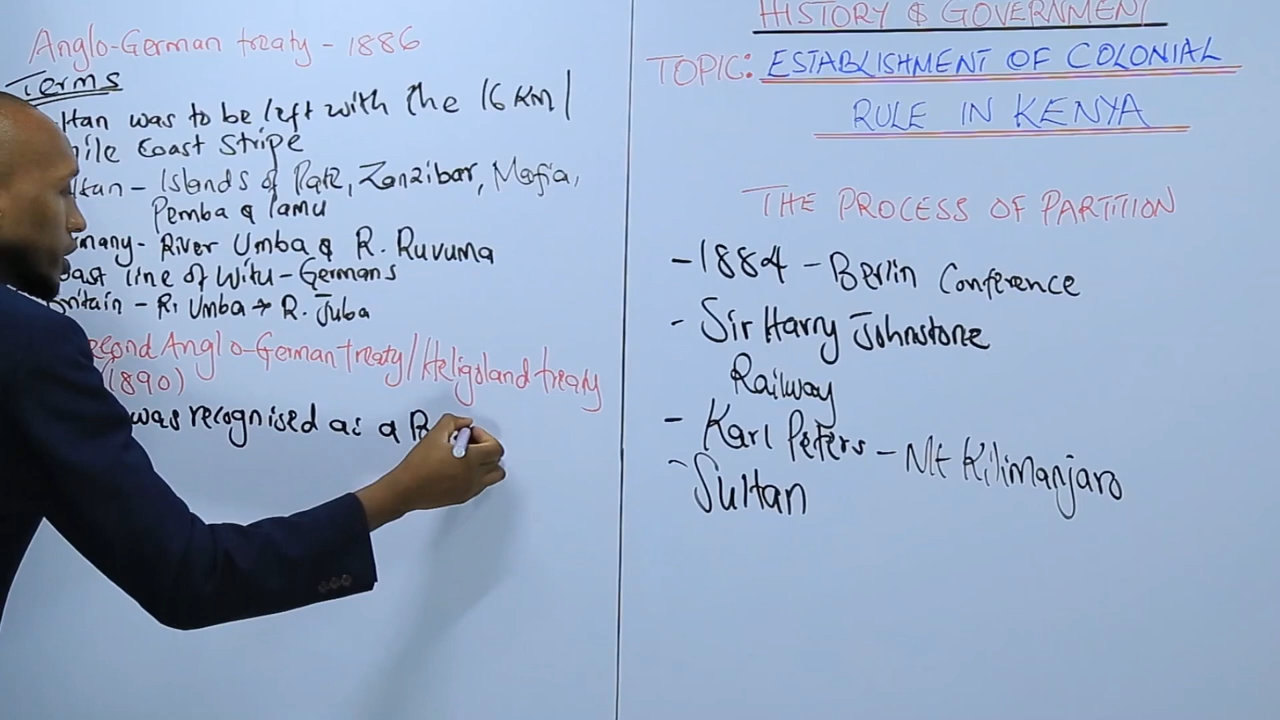 Anglo-German treaty - 1886
Terms
ltan was to be left with the 16 KM/
mile Coast Stripe
ltan - Islands of Pate, Zanzibar, Mafia,
Pemba & lamu
many - River Umba & R. Ruvuma
oast line of Witu - Germans
ritain - R. Umba → R. Juba
econd Anglo-German treaty/Heligoland treaty
(1890)
was recognised as a
HISTORY & GOVERNMENT
TOPIC: ESTABLISHMENT OF COLONIAL
RULE IN KENYA
THE PROCESS OF PARTITION
- 1884 - Berlin Conference
- Sir Harry Johnstone
Railway
- Karl Peters - Mt Kilimanjaro
- Sultan